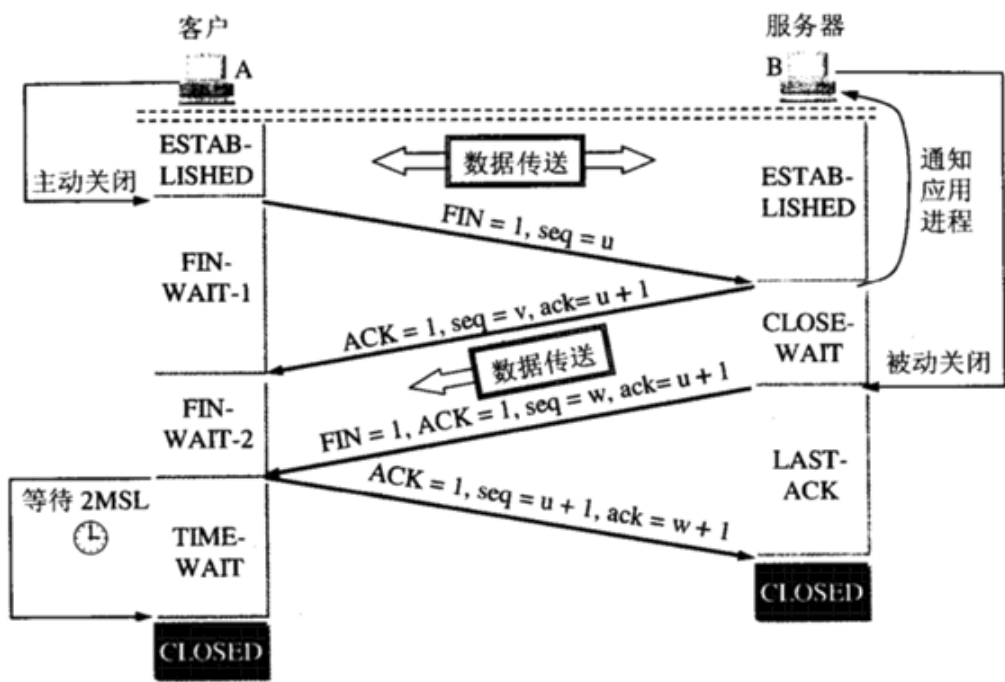 客户
服务器
A
B
ESTAB-
LISHED
数据传送
ESTAB-
LISHED
通知
应用
进程
主动关闭
FIN = 1, seq = u
FIN-
WAIT-1
ACK = 1, seq = v, ack= u + 1
CLOSE-
WAIT
数据传送
被动关闭
FIN-
WAIT-2
FIN = 1, ACK = 1, seq = w, ack= u + 1
LAST-
ACK
ACK = 1, seq = u + 1, ack = w + 1
等待 2MSL
TIME-
WAIT
CLOSED
CLOSED